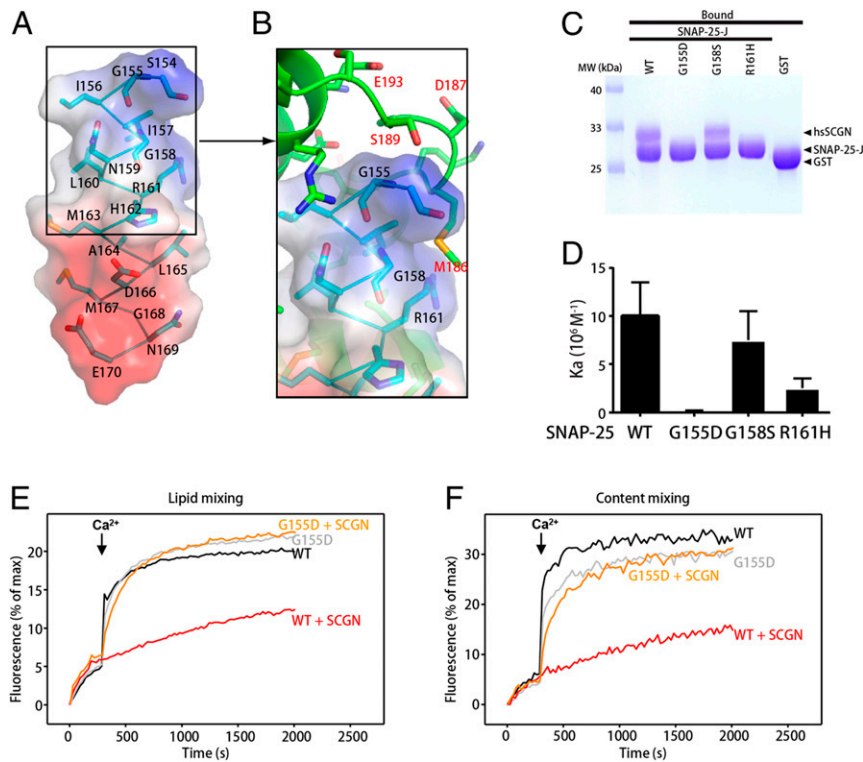 A
S154
G155
I156
I157
G158
N159
L160
R161
H162
M163
A164
L165
D166
M167
G168
N169
E170
B
E193
D187
S189
G155
M186
G158
R161
C
Bound
SNAP-25-J
MW (kDa)
WT
G155D
G158S
R161H
GST
40
33
25
hsSCGN
SNAP-25-J
GST
D
Ka (10⁶ M⁻¹)
15
10
5
0
SNAP-25 WT G155D G158S R161H
E
Lipid mixing
Ca²⁺
G155D + SCGN
G155D
WT
WT + SCGN
Fluorescence (% of max)
20
15
10
5
0
0 500 1000 1500 2000 2500
Time (s)
F
Content mixing
Ca²⁺
WT
G155D
G155D + SCGN
WT + SCGN
Fluorescence (% of max)
30
20
10
0
0 500 1000 1500 2000 2500
Time (s)